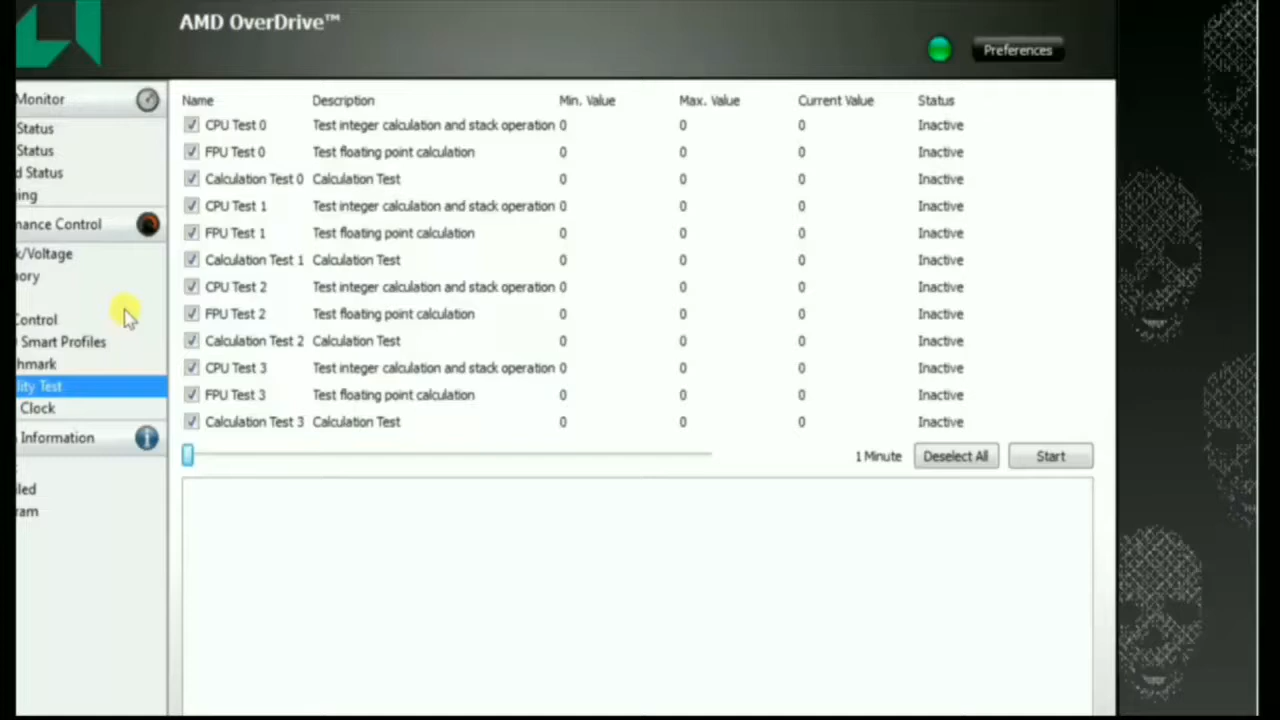 AMD OverDrive™
Preferences
Monitor
Status
Status
d Status
ing
mance Control
k/Voltage
ory
Control
Smart Profiles
hmark
lity Test
Clock
Information
led
ram
Name Description Min. Value Max. Value Current Value Status
CPU Test 0 Test integer calculation and stack operation 0 0 0 Inactive
FPU Test 0 Test floating point calculation 0 0 0 Inactive
Calculation Test 0 Calculation Test 0 0 0 Inactive
CPU Test 1 Test integer calculation and stack operation 0 0 0 Inactive
FPU Test 1 Test floating point calculation 0 0 0 Inactive
Calculation Test 1 Calculation Test 0 0 0 Inactive
CPU Test 2 Test integer calculation and stack operation 0 0 0 Inactive
FPU Test 2 Test floating point calculation 0 0 0 Inactive
Calculation Test 2 Calculation Test 0 0 0 Inactive
CPU Test 3 Test integer calculation and stack operation 0 0 0 Inactive
FPU Test 3 Test floating point calculation 0 0 0 Inactive
Calculation Test 3 Calculation Test 0 0 0 Inactive
1 Minute Deselect All Start